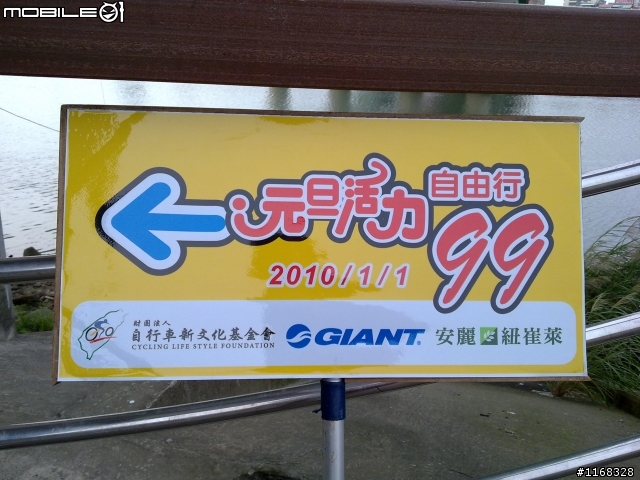 MOBILE01
元旦活力 自由行
99
2010/1/1
財團法人
自行車新文化基金會
CYCLING LIFE STYLE FOUNDATION
GIANT
安麗 紐崔萊
#1168328